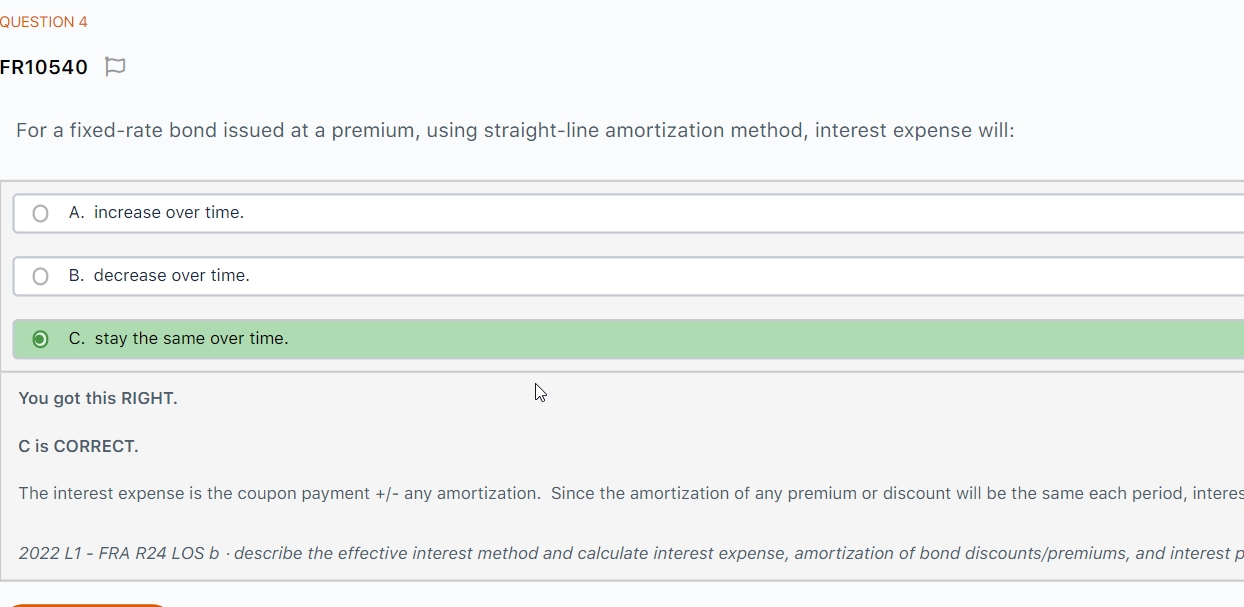 QUESTION 4
FR10540
For a fixed-rate bond issued at a premium, using straight-line amortization method, interest expense will:
A. increase over time.
B. decrease over time.
C. stay the same over time.
You got this RIGHT.
C is CORRECT.
The interest expense is the coupon payment +/- any amortization. Since the amortization of any premium or discount will be the same each period,
2022 L1 - FRA R24 LOS b · describe the effective interest method and calculate interest expense, amortization of bond discounts/premiums, and interest